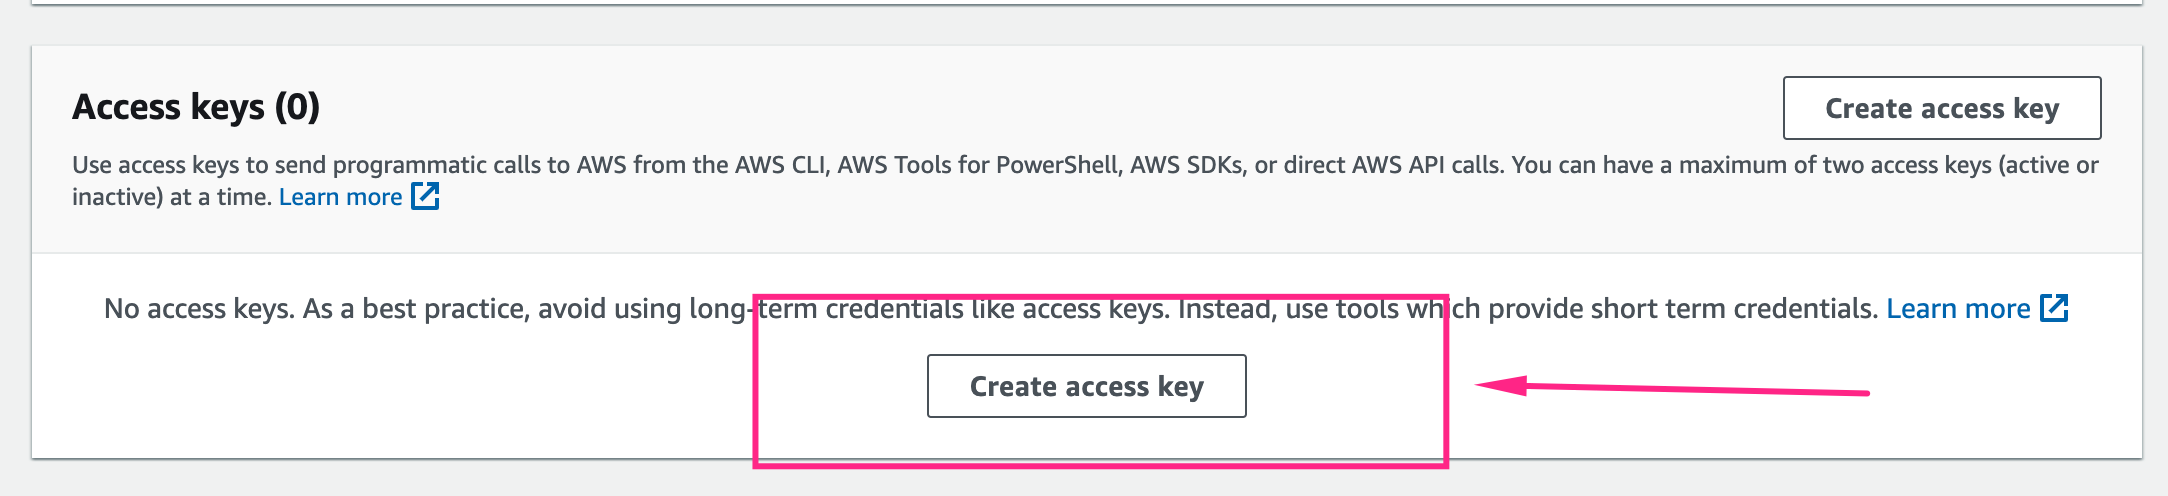 Access keys (0)
Create access key
Use access keys to send programmatic calls to AWS from the AWS CLI, AWS Tools for PowerShell, AWS SDKs, or direct AWS API calls. You can have a maximum of two access keys (active or
inactive) at a time. Learn more
No access keys. As a best practice, avoid using long-term credentials like access keys. Instead, use tools which provide short term credentials. Learn more
Create access key